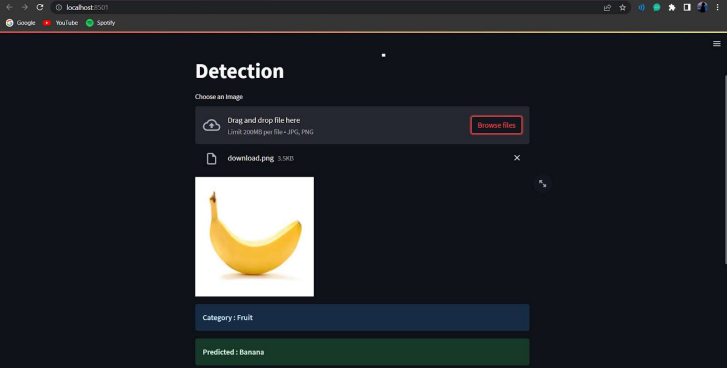 localhost:8501
Google YouTube Spotify
Detection
Choose an Image
Drag and drop file here
Limit 200MB per file • JPG, PNG
Browse files
download.png 3.5KB
Category : Fruit
Predicted : Banana